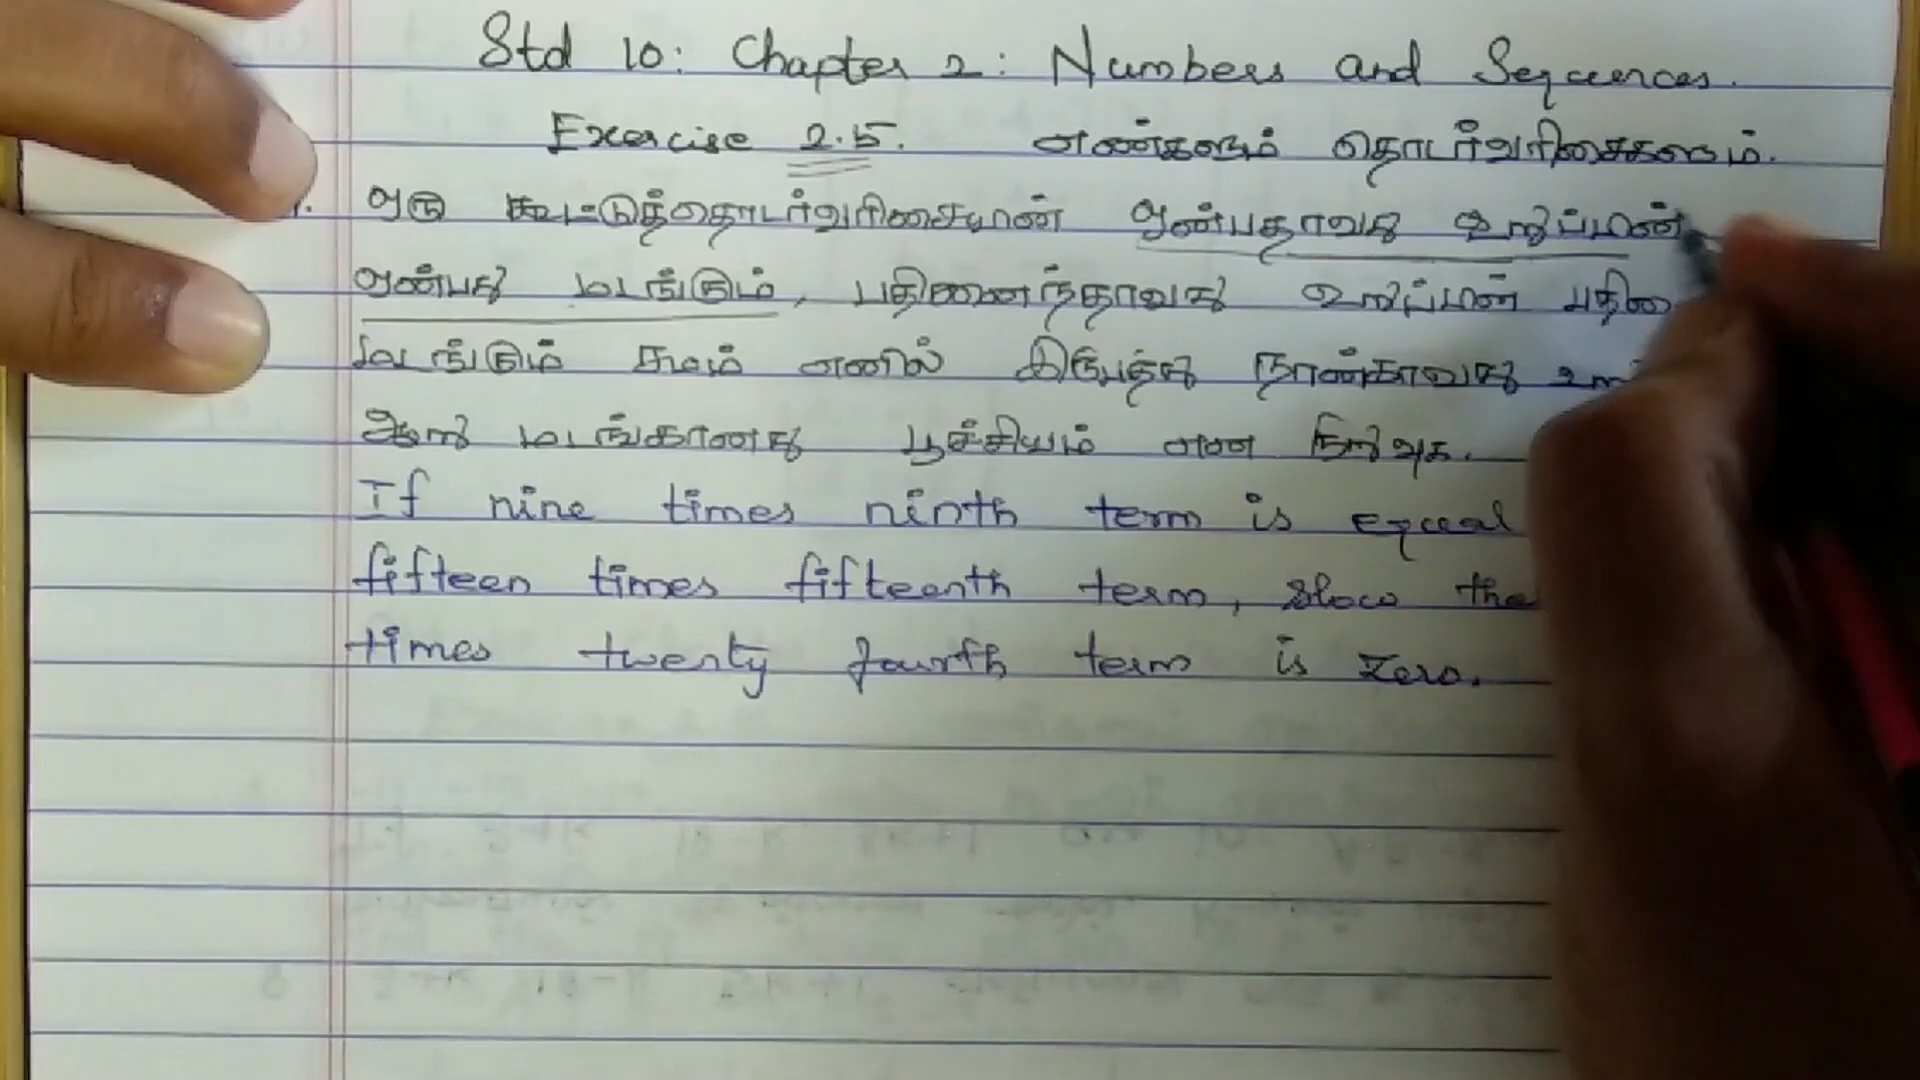 Std 10: Chapter 2: Numbers and Sequences.
Exercise 2.5. எண்களும் தொடர்வரிசைகளும்.
ஒரு கூட்டுத்தொடர்வரிசையின் ஒன்பதாவது உறுப்பின்
ஒன்பது மடங்கும், பதினைந்தாவது உறுப்பின்
மடங்கும் சமம் எனில் இருபத்து நான்காவது
ஆறு மடங்கானது பூச்சியம் என நிறுவுக.
If nine times ninth term is equal
fifteen times fifteenth term, show the
times twenty fourth term is zero.